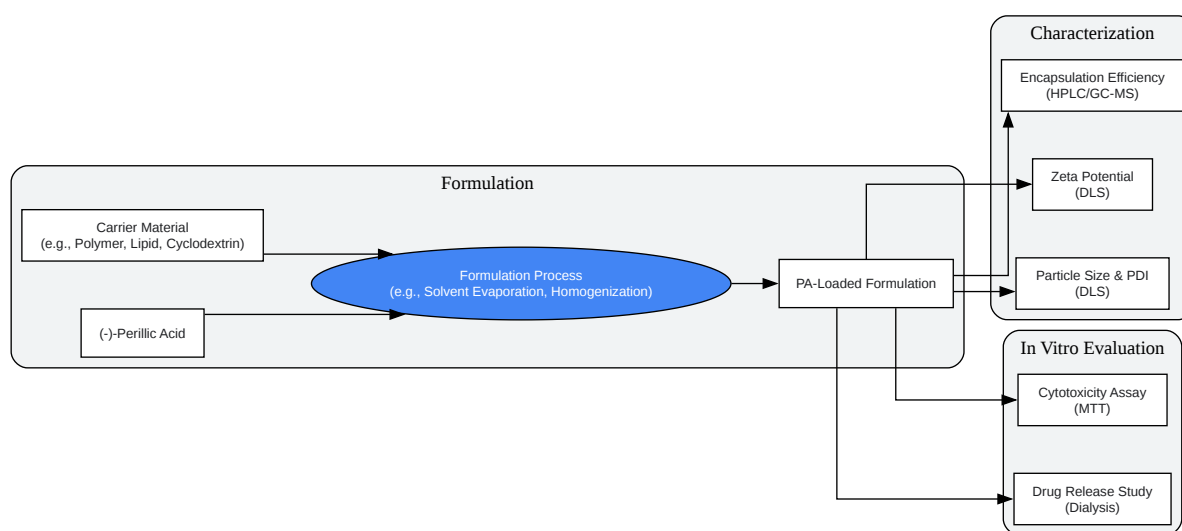 Formulation
Carrier Material
(e.g., Polymer, Lipid, Cyclodextrin)
(-)-Perillic Acid
Formulation Process
(e.g., Solvent Evaporation, Homogenization)
PA-Loaded Formulation
Characterization
Encapsulation Efficiency
(HPLC/GC-MS)
Zeta Potential
(DLS)
Particle Size & PDI
(DLS)
In Vitro Evaluation
Cytotoxicity Assay
(MTT)
Drug Release Study
(Dialysis)